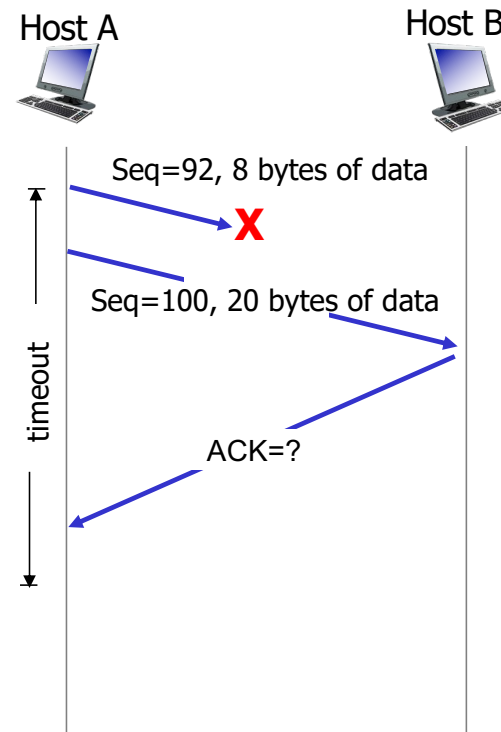 Host A
Host B
Seq=92, 8 bytes of data
X
Seq=100, 20 bytes of data
timeout
ACK=?